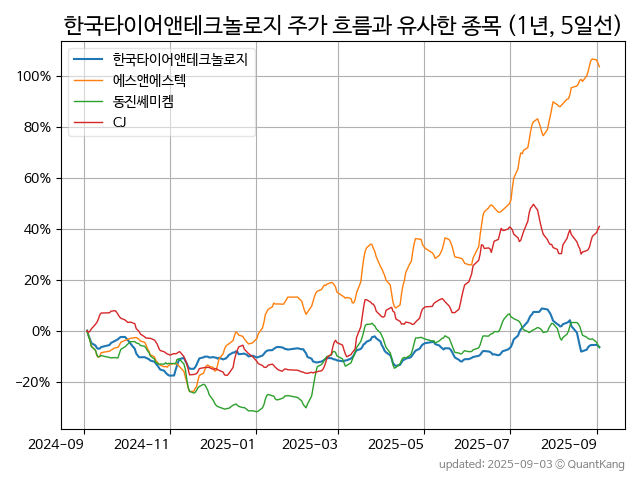 한국타이어앤테크놀로지 주가 흐름과 유사한 종목 (1년, 5일선)
한국타이어앤테크놀로지
에스앤에스텍
동진쎄미켐
CJ
100%
80%
60%
40%
20%
0%
−20%
2024-09
2024-11
2025-01
2025-03
2025-05
2025-07
2025-09
updated: 2025-09-03 © QuantKang